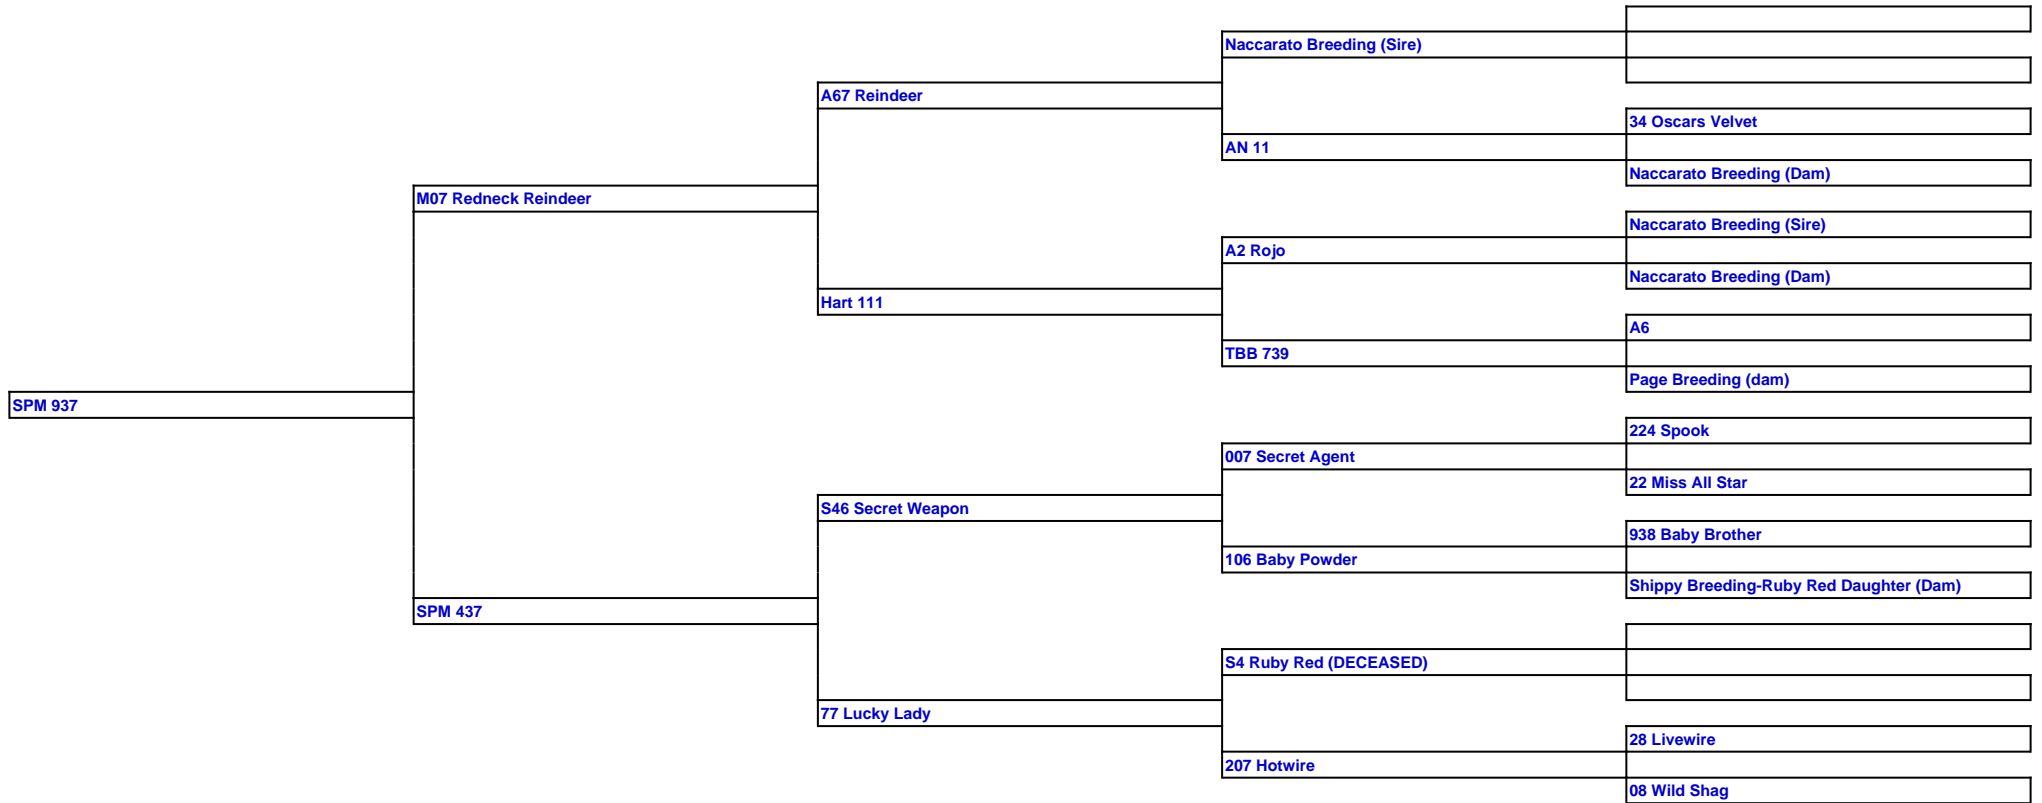 Naccarato Breeding (Sire)
A67 Reindeer
34 Oscars Velvet
AN 11
Naccarato Breeding (Dam)
M07 Redneck Reindeer
Naccarato Breeding (Sire)
A2 Rojo
Naccarato Breeding (Dam)
Hart 111
A6
TBB 739
Page Breeding (dam)
SPM 937
224 Spook
007 Secret Agent
22 Miss All Star
S46 Secret Weapon
938 Baby Brother
106 Baby Powder
Shippy Breeding-Ruby Red Daughter (Dam)
SPM 437
S4 Ruby Red (DECEASED)
77 Lucky Lady
28 Livewire
207 Hotwire
08 Wild Shag